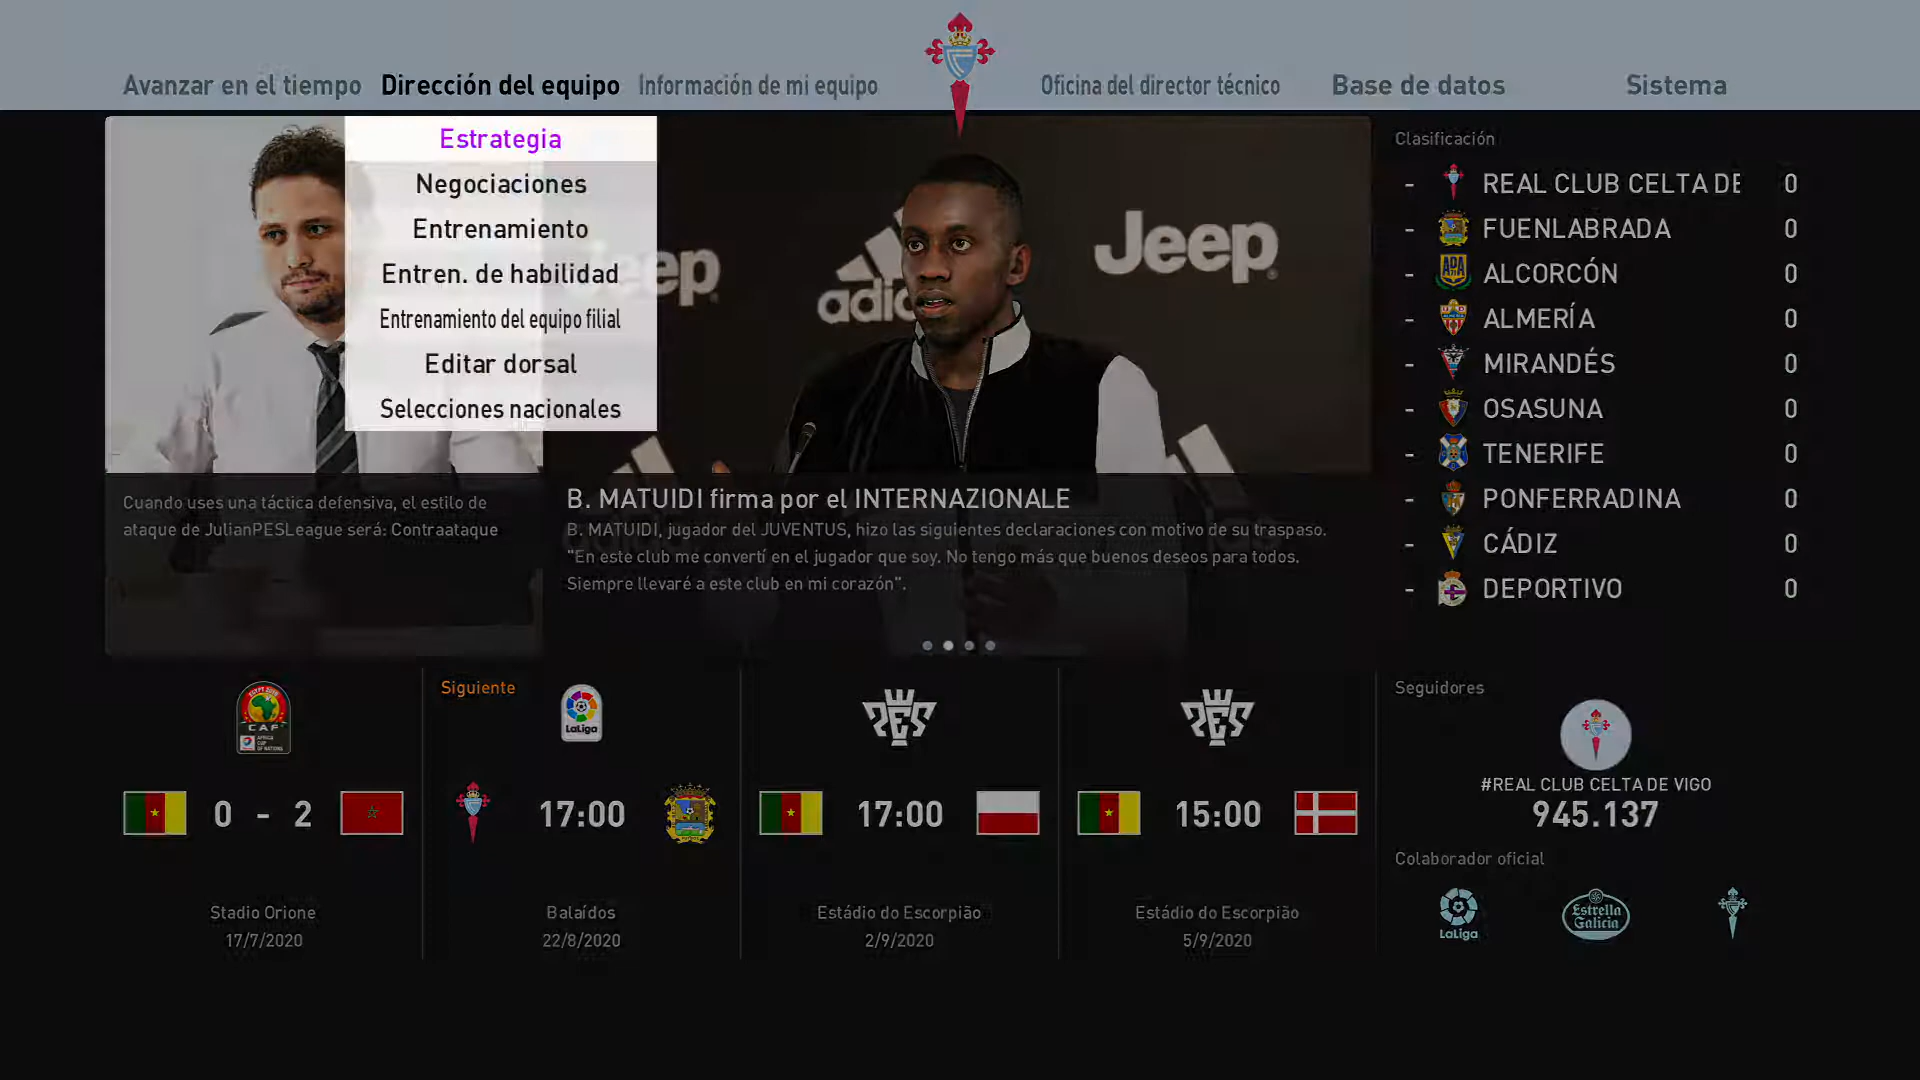 Avanzar en el tiempo
Dirección del equipo
Información de mi equipo
Oficina del director técnico
Base de datos
Sistema
Estrategia
Negociaciones
Entrenamiento
Entren. de habilidad
Entrenamiento del equipo filial
Editar dorsal
Selecciones nacionales
Jeep
adidas
Cuando uses una táctica defensiva, el estilo de
ataque de JulianPESLeague será: Contraataque
B. MATUIDI firma por el INTERNAZIONALE
B. MATUIDI, jugador del JUVENTUS, hizo las siguientes declaraciones con motivo de su traspaso.
"En este club me convertí en el jugador que soy. No tengo más que buenos deseos para todos.
Siempre llevaré a este club en mi corazón".
Clasificación
- REAL CLUB CELTA DE 0
- FUENLABRADA 0
- ALCORCÓN 0
- ALMERÍA 0
- MIRANDÉS 0
- OSASUNA 0
- TENERIFE 0
- PONFERRADINA 0
- CÁDIZ 0
- DEPORTIVO 0
CAF
0 - 2
Stadio Orione
17/7/2020
Siguiente
LaLiga
17:00
Balaídos
22/8/2020
PES
17:00
Estádio do Escorpião
2/9/2020
PES
15:00
Estádio do Escorpião
5/9/2020
Seguidores
#REAL CLUB CELTA DE VIGO
945.137
Colaborador oficial
LaLiga
Estrella
Galicia